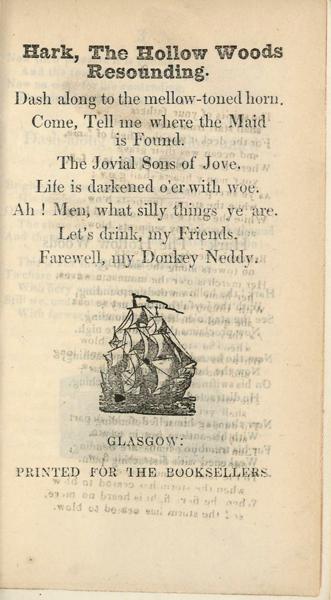 Hark, The Hollow Woods
Resounding.
Dash along to the mellow-toned horn.
Come, Tell me where the Maid
is Found.
The Jovial Sons of Jove.
Life is darkened o'er with woe.
Ah ! Men, what silly things ye are.
Let's drink, my Friends.
Farewell, my Donkey Neddy.
GLASGOW:
PRINTED FOR THE BOOKSELLERS.